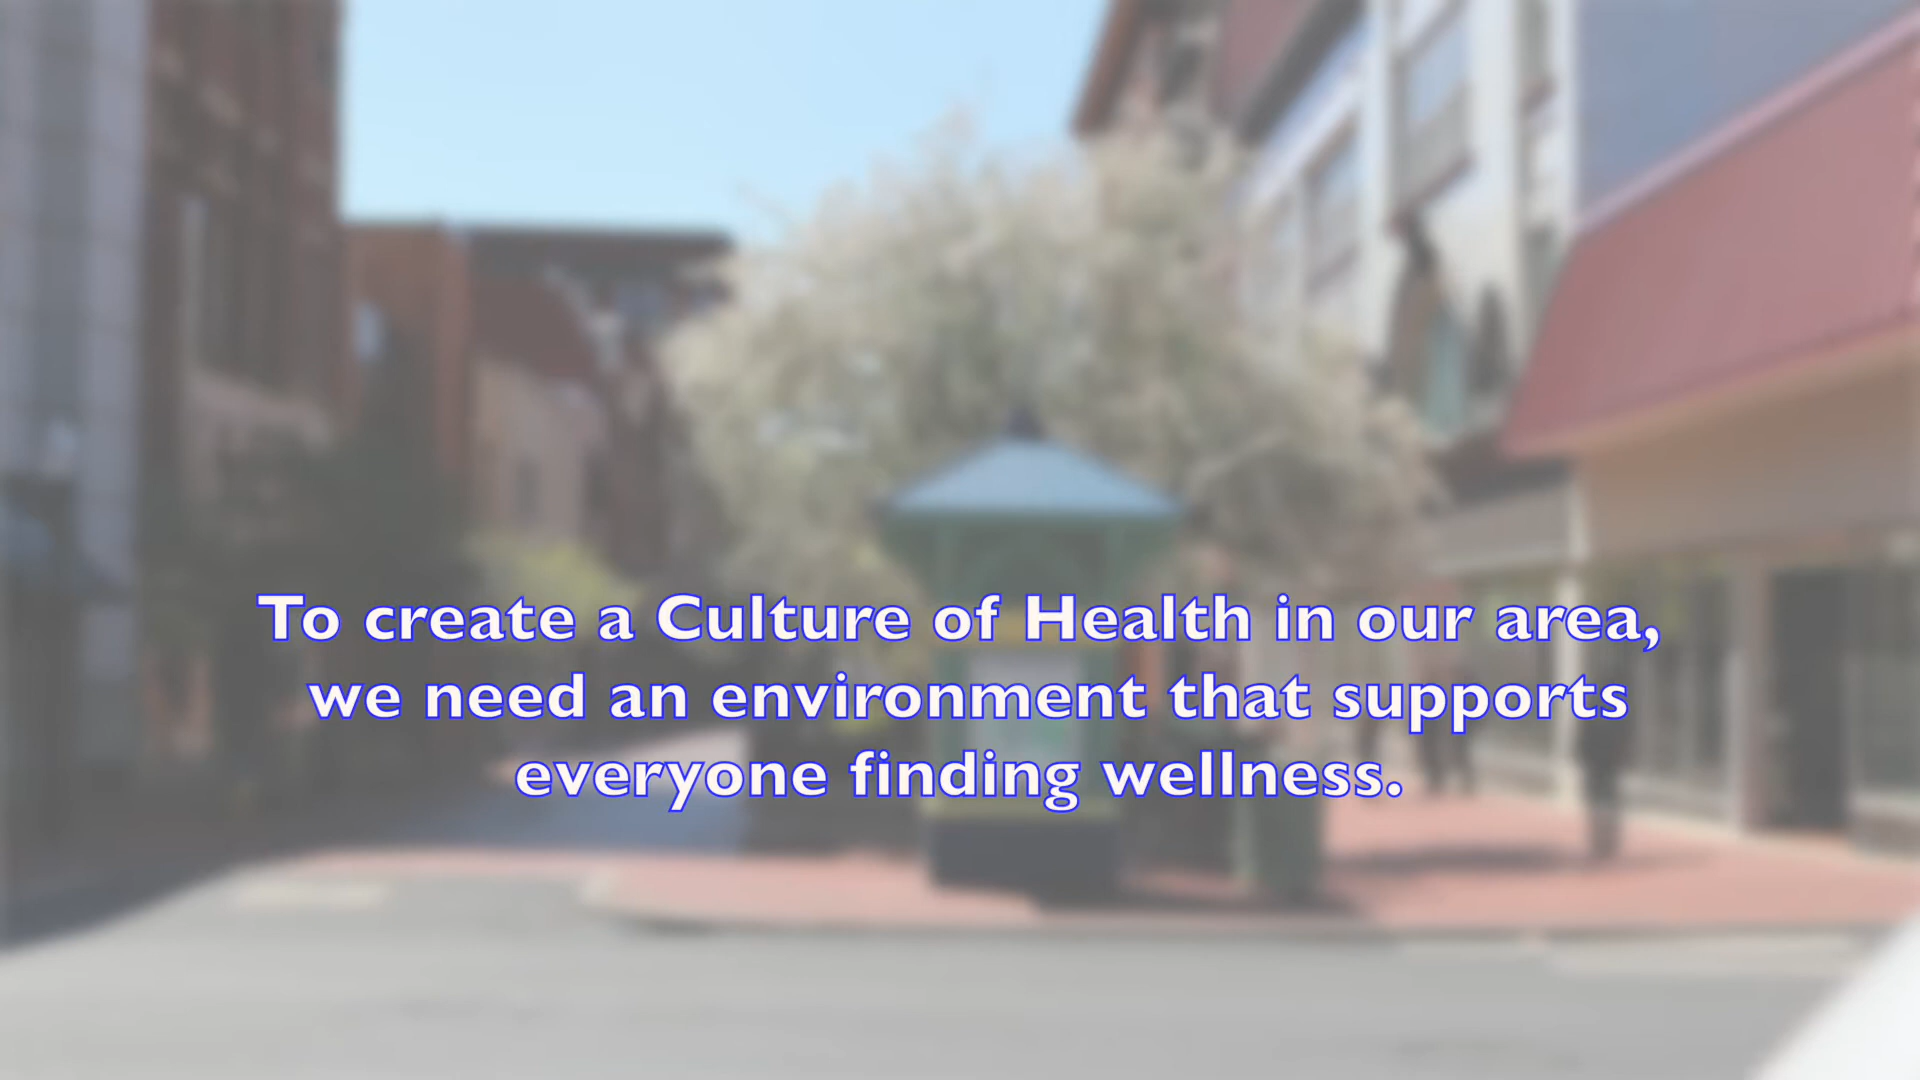 To create a Culture of Health in our area,
we need an environment that supports
everyone finding wellness.